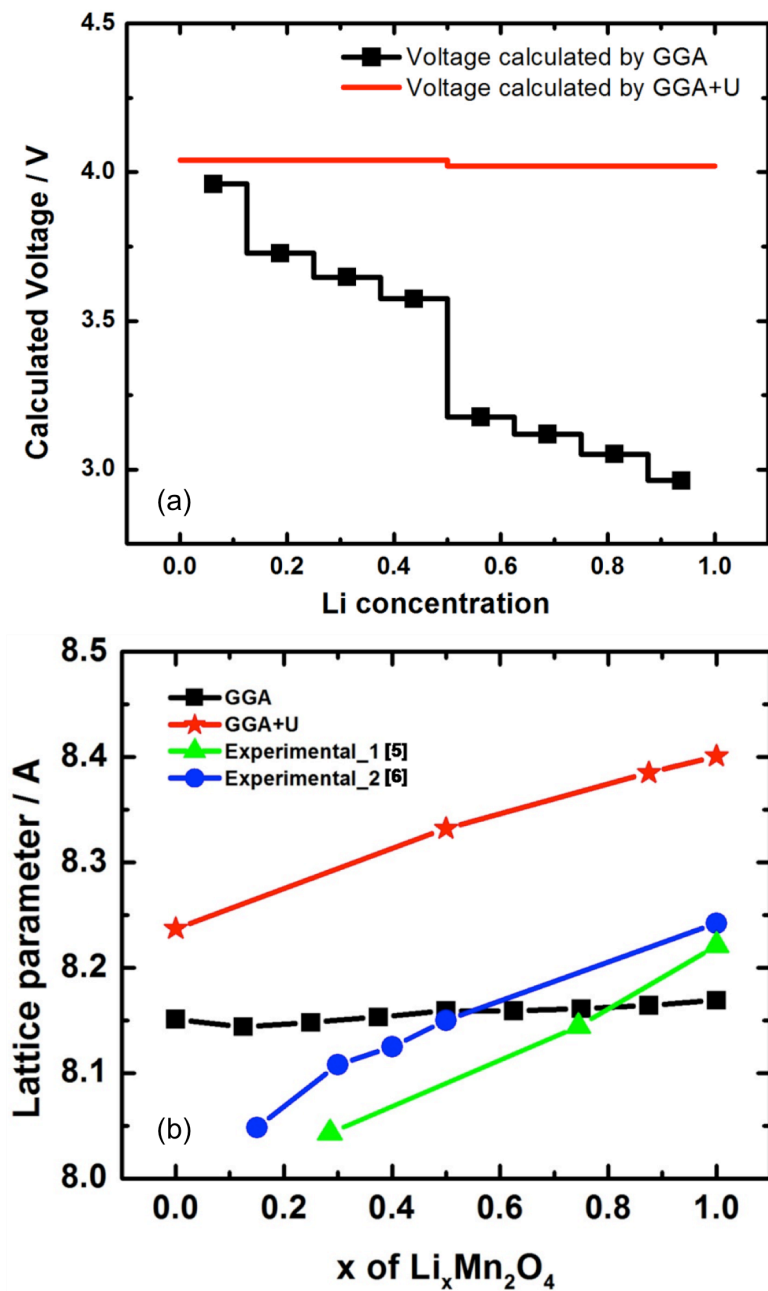 4.5
Voltage calculated by GGA
Voltage calculated by GGA+U
4.0
3.5
3.0
Calculated Voltage / V
(a)
0.0 0.2 0.4 0.6 0.8 1.0
Li concentration
8.5
GGA
GGA+U
Experimental_1 [5]
Experimental_2 [6]
8.4
8.3
8.2
8.1
8.0
Lattice parameter / A
(b)
0.0 0.2 0.4 0.6 0.8 1.0
x of LiₓMn₂O₄